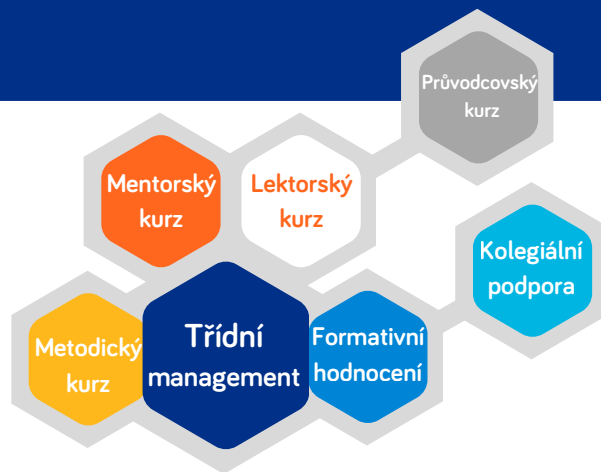 Průvodcovský
kurz
Mentorský
kurz
Lektorský
kurz
Kolegiální
podpora
Třídní
management
Formativní
hodnocení
Metodický
kurz